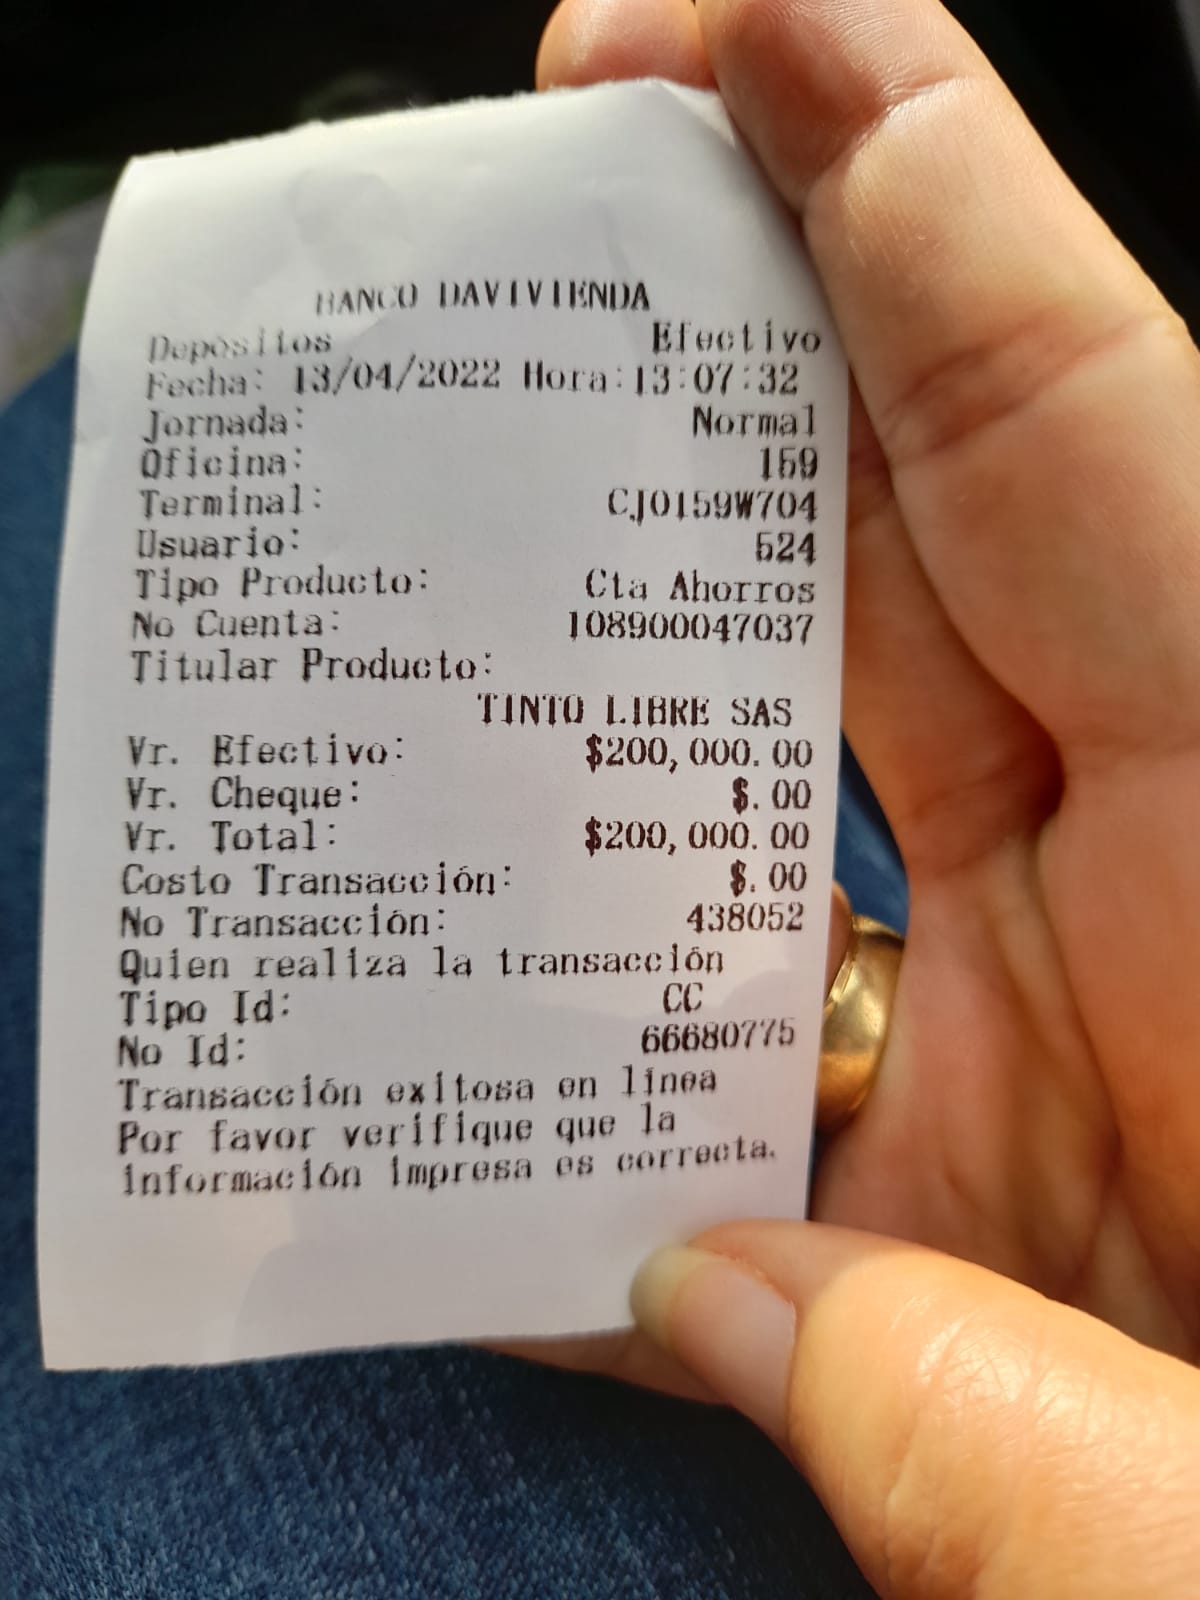 BANCO DAVIVIENDA
Depósitos Efectivo
Fecha: 13/04/2022 Hora:13:07:32
Jornada: Normal
Oficina: 159
Terminal: CJ0159W704
Usuario: 524
Tipo Producto: Cta Ahorros
No Cuenta: 108900047037
Titular Producto:
TINTO LIBRE SAS
Vr. Efectivo: $200,000.00
Vr. Cheque: $.00
Vr. Total: $200,000.00
Costo Transacción: $.00
No Transacción: 438052
Quien realiza la transacción
Tipo Id: CC
No Id: 66680775
Transacción exitosa en línea
Por favor verifique que la
información impresa es correcta.